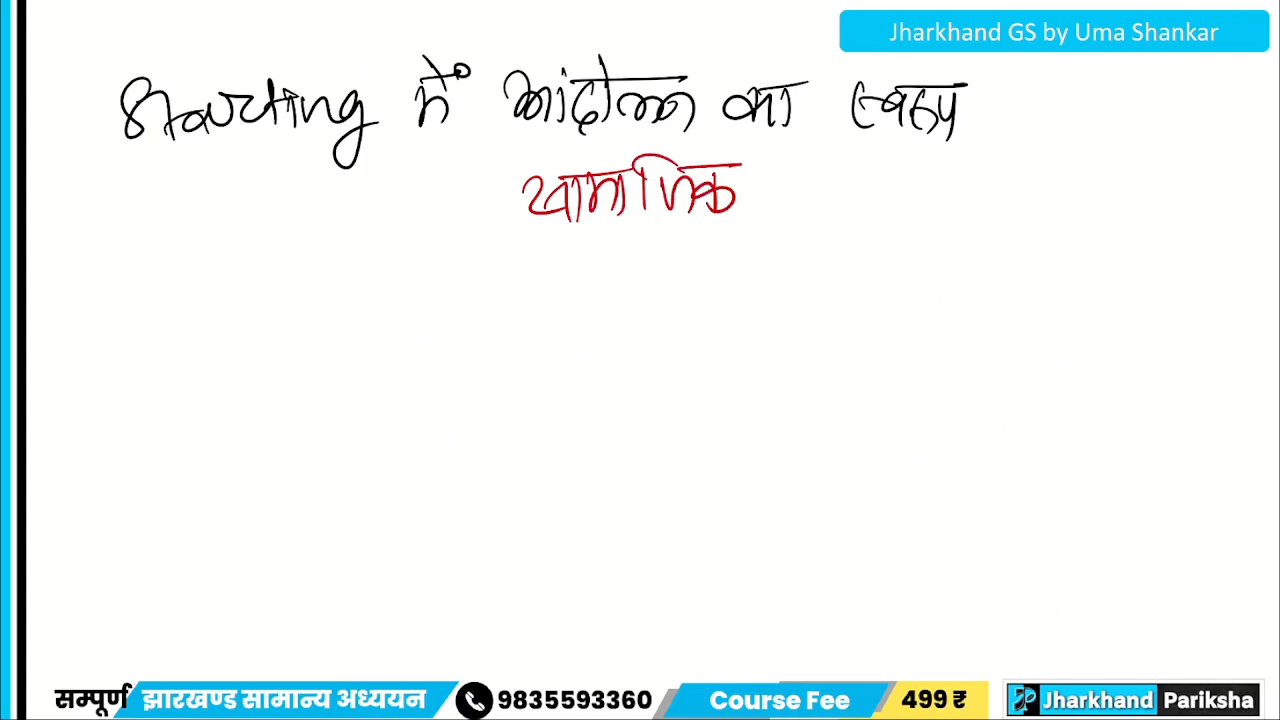 Jharkhand GS by Uma Shankar
Starting में आंदोलन का स्वरूप
सामाजिक
सम्पूर्ण झारखण्ड सामान्य अध्ययन 9835593360 Course Fee 499 ₹ Jharkhand Pariksha